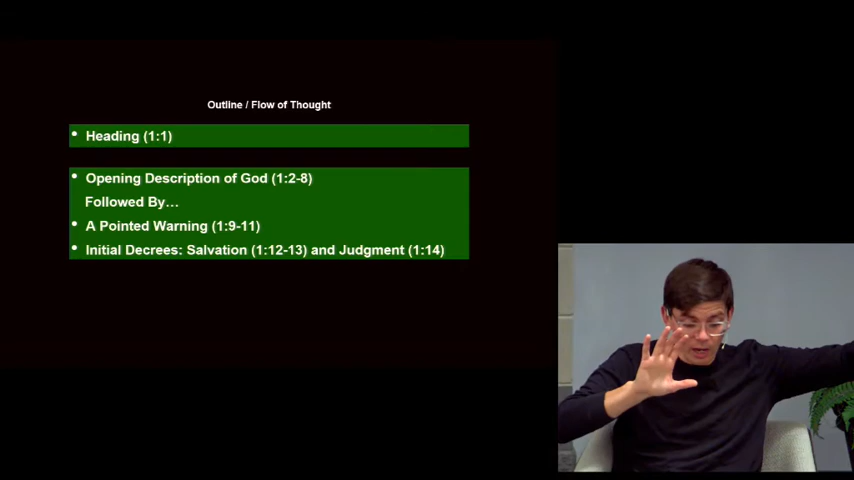 Outline / Flow of Thought
• Heading (1:1)
• Opening Description of God (1:2-8)
Followed By…
• A Pointed Warning (1:9-11)
• Initial Decrees: Salvation (1:12-13) and Judgment (1:14)